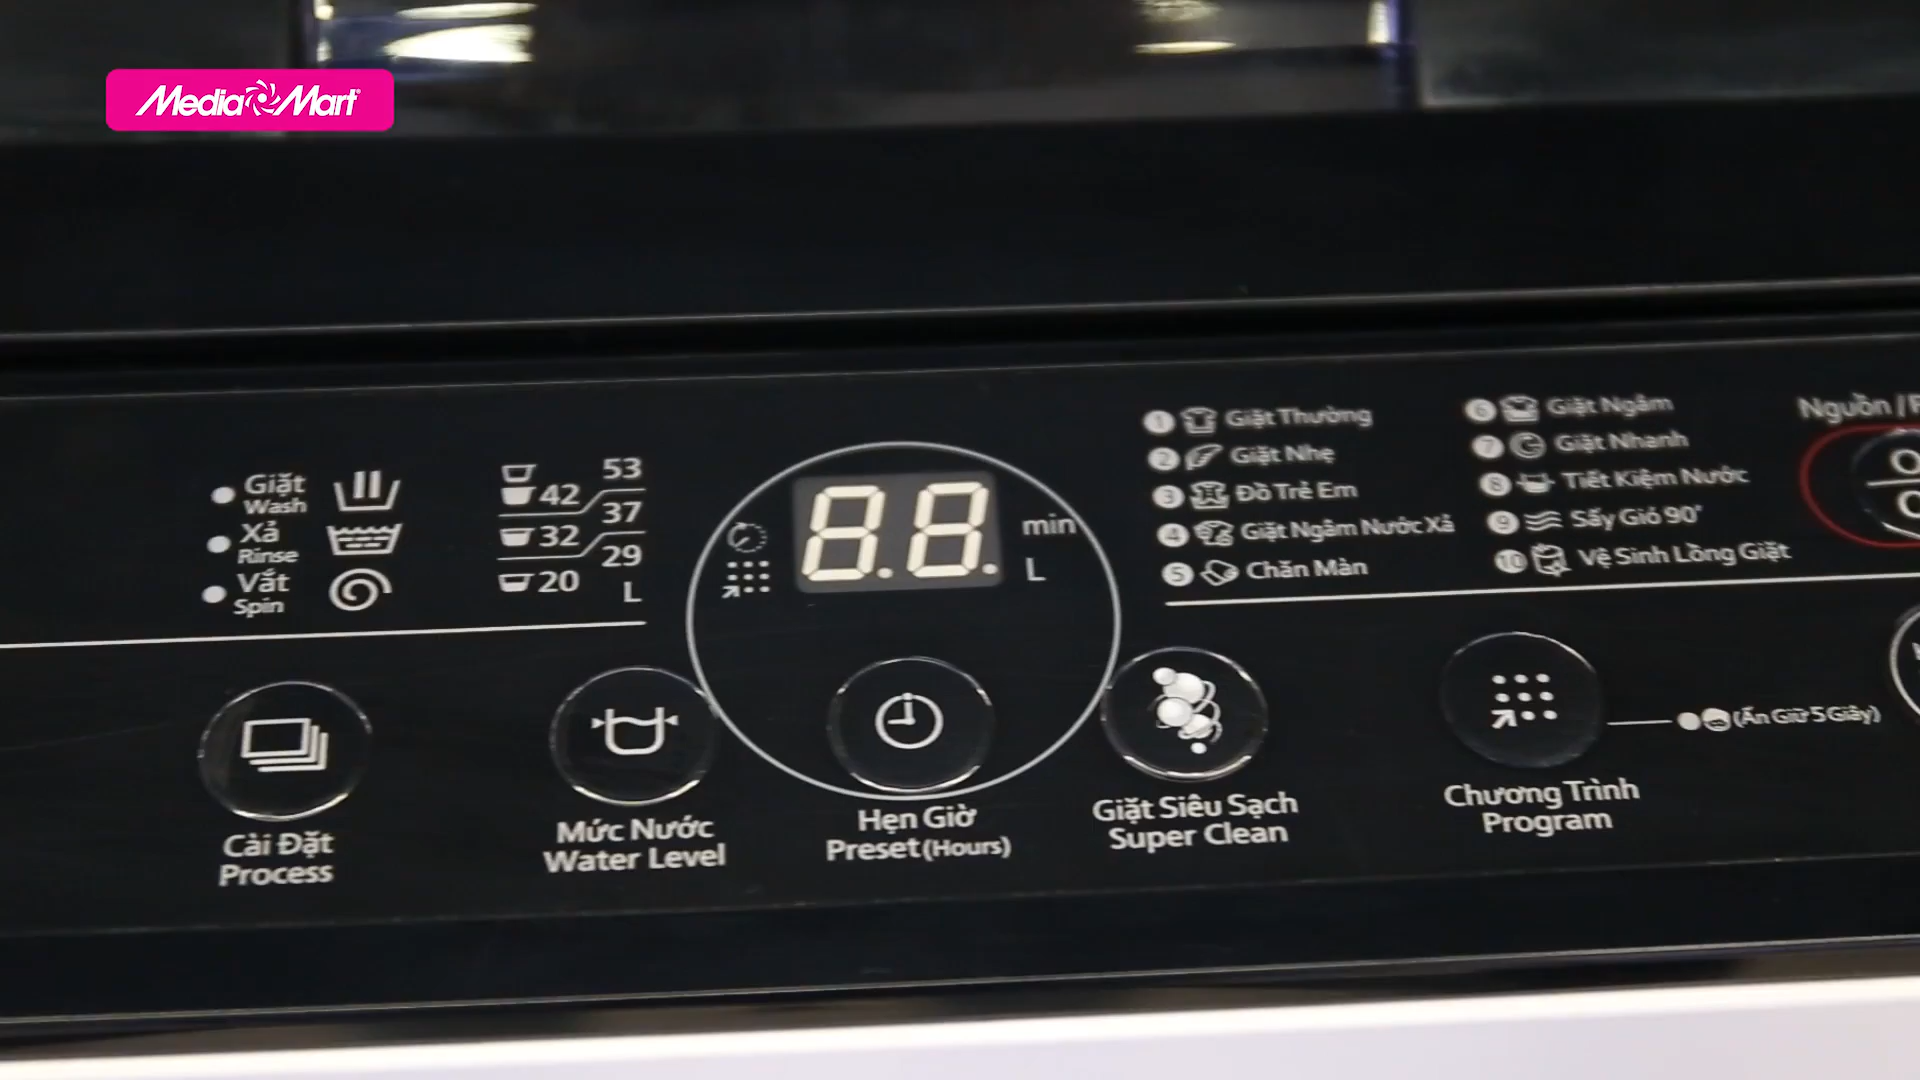 Media Mart
Giặt
Wash
Xả
Rinse
Vắt
Spin
53
42
37
32
29
20
L
88
min
L
1 Giặt Thường
2 Giặt Nhẹ
3 Đồ Trẻ Em
4 Giặt Ngâm Nước Xả
5 Chăn Màn
6 Giặt Ngâm
7 Giặt Nhanh
8 Tiết Kiệm Nước
9 Sấy Gió 90'
10 Vệ Sinh Lồng Giặt
Nguồn /
Cài Đặt
Process
Mức Nước
Water Level
Hẹn Giờ
Preset (Hours)
Giặt Siêu Sạch
Super Clean
Chương Trình
Program
(Ấn Giữ 5 Giây)